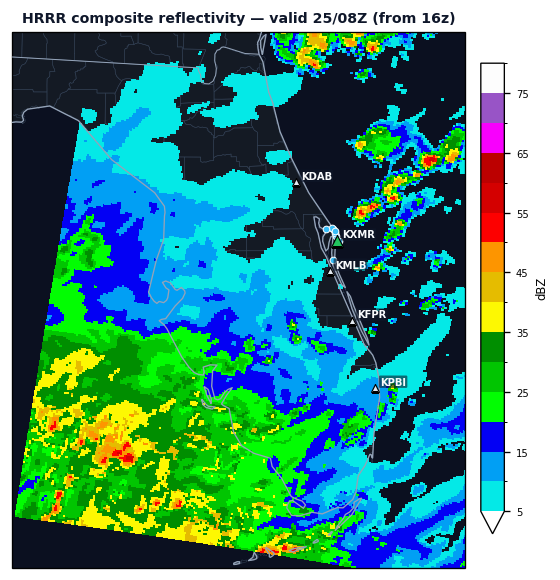 HRRR composite reflectivity — valid 25/08Z (from 16z)
KDAB
KXMR
KMLB
KFPR
KPBI
75
65
55
45
35
25
15
5
dBZ